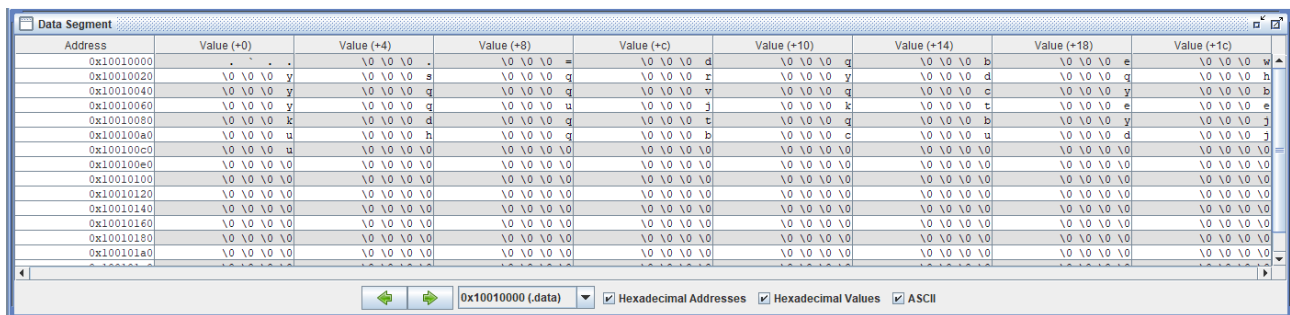 Data Segment
Address Value (+0) Value (+4) Value (+8) Value (+c) Value (+10) Value (+14) Value (+18) Value (+1c)
0x10010000 . ` . . \0 \0 \0 . \0 \0 \0 = \0 \0 \0 d \0 \0 \0 q \0 \0 \0 b \0 \0 \0 e \0 \0 \0 w
0x10010020 \0 \0 \0 y \0 \0 \0 s \0 \0 \0 q \0 \0 \0 r \0 \0 \0 y \0 \0 \0 d \0 \0 \0 q \0 \0 \0 h
0x10010040 \0 \0 \0 y \0 \0 \0 q \0 \0 \0 q \0 \0 \0 v \0 \0 \0 q \0 \0 \0 c \0 \0 \0 y \0 \0 \0 b
0x10010060 \0 \0 \0 y \0 \0 \0 q \0 \0 \0 u \0 \0 \0 j \0 \0 \0 k \0 \0 \0 t \0 \0 \0 e \0 \0 \0 e
0x10010080 \0 \0 \0 k \0 \0 \0 d \0 \0 \0 q \0 \0 \0 t \0 \0 \0 q \0 \0 \0 b \0 \0 \0 y \0 \0 \0 j
0x100100a0 \0 \0 \0 u \0 \0 \0 h \0 \0 \0 q \0 \0 \0 b \0 \0 \0 c \0 \0 \0 u \0 \0 \0 d \0 \0 \0 j
0x100100c0 \0 \0 \0 u \0 \0 \0 \0 \0 \0 \0 \0 \0 \0 \0 \0 \0 \0 \0 \0 \0 \0 \0 \0 \0 \0 \0 \0 \0 \0 \0 \0
0x100100e0 \0 \0 \0 \0 \0 \0 \0 \0 \0 \0 \0 \0 \0 \0 \0 \0 \0 \0 \0 \0 \0 \0 \0 \0 \0 \0 \0 \0 \0 \0 \0 \0
0x10010100 \0 \0 \0 \0 \0 \0 \0 \0 \0 \0 \0 \0 \0 \0 \0 \0 \0 \0 \0 \0 \0 \0 \0 \0 \0 \0 \0 \0 \0 \0 \0 \0
0x10010120 \0 \0 \0 \0 \0 \0 \0 \0 \0 \0 \0 \0 \0 \0 \0 \0 \0 \0 \0 \0 \0 \0 \0 \0 \0 \0 \0 \0 \0 \0 \0 \0
0x10010140 \0 \0 \0 \0 \0 \0 \0 \0 \0 \0 \0 \0 \0 \0 \0 \0 \0 \0 \0 \0 \0 \0 \0 \0 \0 \0 \0 \0 \0 \0 \0 \0
0x10010160 \0 \0 \0 \0 \0 \0 \0 \0 \0 \0 \0 \0 \0 \0 \0 \0 \0 \0 \0 \0 \0 \0 \0 \0 \0 \0 \0 \0 \0 \0 \0 \0
0x10010180 \0 \0 \0 \0 \0 \0 \0 \0 \0 \0 \0 \0 \0 \0 \0 \0 \0 \0 \0 \0 \0 \0 \0 \0 \0 \0 \0 \0 \0 \0 \0 \0
0x100101a0 \0 \0 \0 \0 \0 \0 \0 \0 \0 \0 \0 \0 \0 \0 \0 \0 \0 \0 \0 \0 \0 \0 \0 \0 \0 \0 \0 \0 \0 \0 \0 \0
0x10010000 (.data) Hexadecimal Addresses Hexadecimal Values ASCII